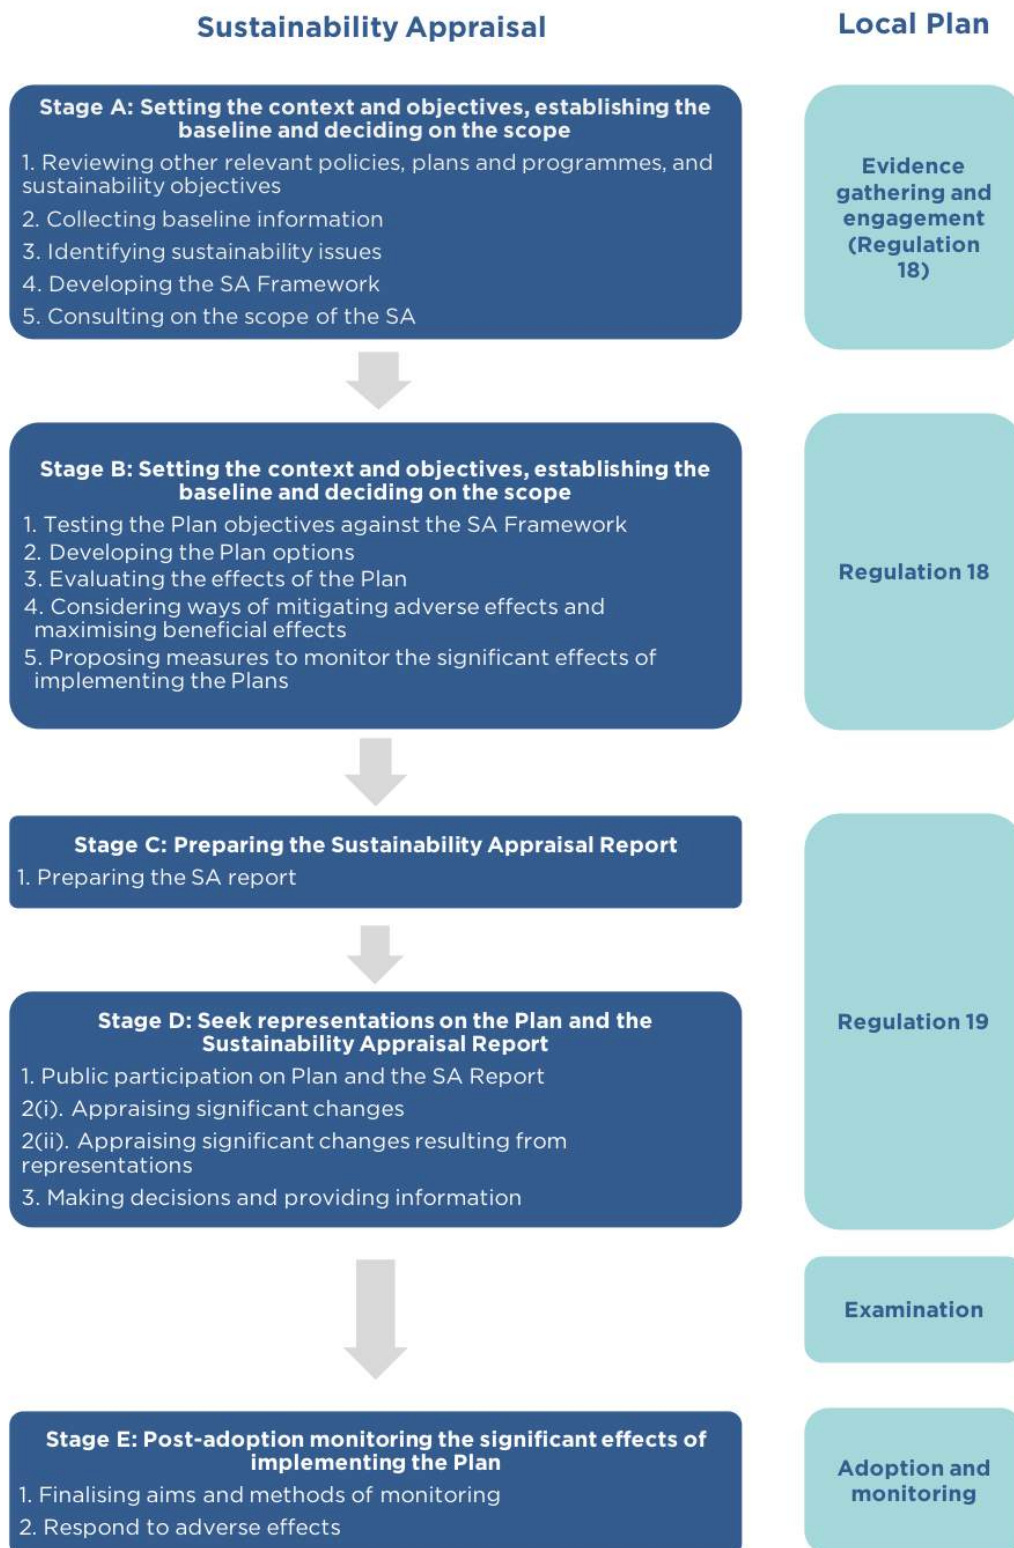 Sustainability Appraisal
Local Plan
Stage A: Setting the context and objectives, establishing the
baseline and deciding on the scope
1. Reviewing other relevant policies, plans and programmes, and
sustainability objectives
2. Collecting baseline information
3. Identifying sustainability issues
4. Developing the SA Framework
5. Consulting on the scope of the SA
Evidence
gathering and
engagement
(Regulation
18)
Stage B: Setting the context and objectives, establishing the
baseline and deciding on the scope
1. Testing the Plan objectives against the SA Framework
2. Developing the Plan options
3. Evaluating the effects of the Plan
4. Considering ways of mitigating adverse effects and
maximising beneficial effects
5. Proposing measures to monitor the significant effects of
implementing the Plans
Regulation 18
Stage C: Preparing the Sustainability Appraisal Report
1. Preparing the SA report
Stage D: Seek representations on the Plan and the
Sustainability Appraisal Report
1. Public participation on Plan and the SA Report
2(i). Appraising significant changes
2(ii). Appraising significant changes resulting from
representations
3. Making decisions and providing information
Regulation 19
Examination
Stage E: Post-adoption monitoring the significant effects of
implementing the Plan
1. Finalising aims and methods of monitoring
2. Respond to adverse effects
Adoption and
monitoring